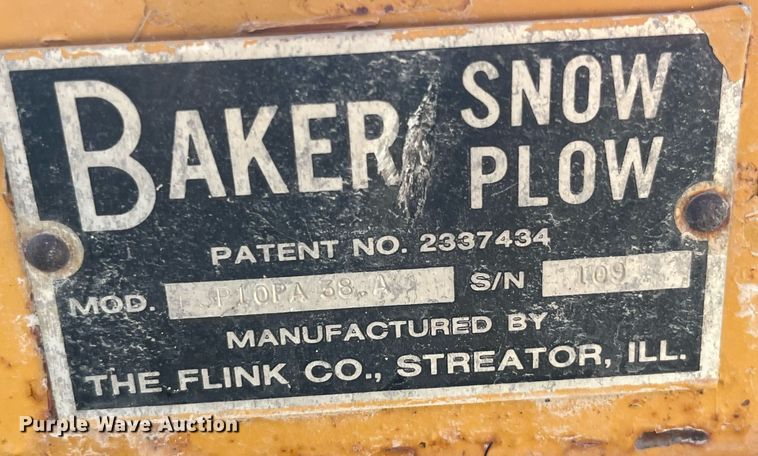 BAKER SNOW PLOW
PATENT NO. 2337434
MOD. P10PA 38.A S/N 109
MANUFACTURED BY
THE FLINK CO., STREATOR, ILL.
Purple Wave Auction